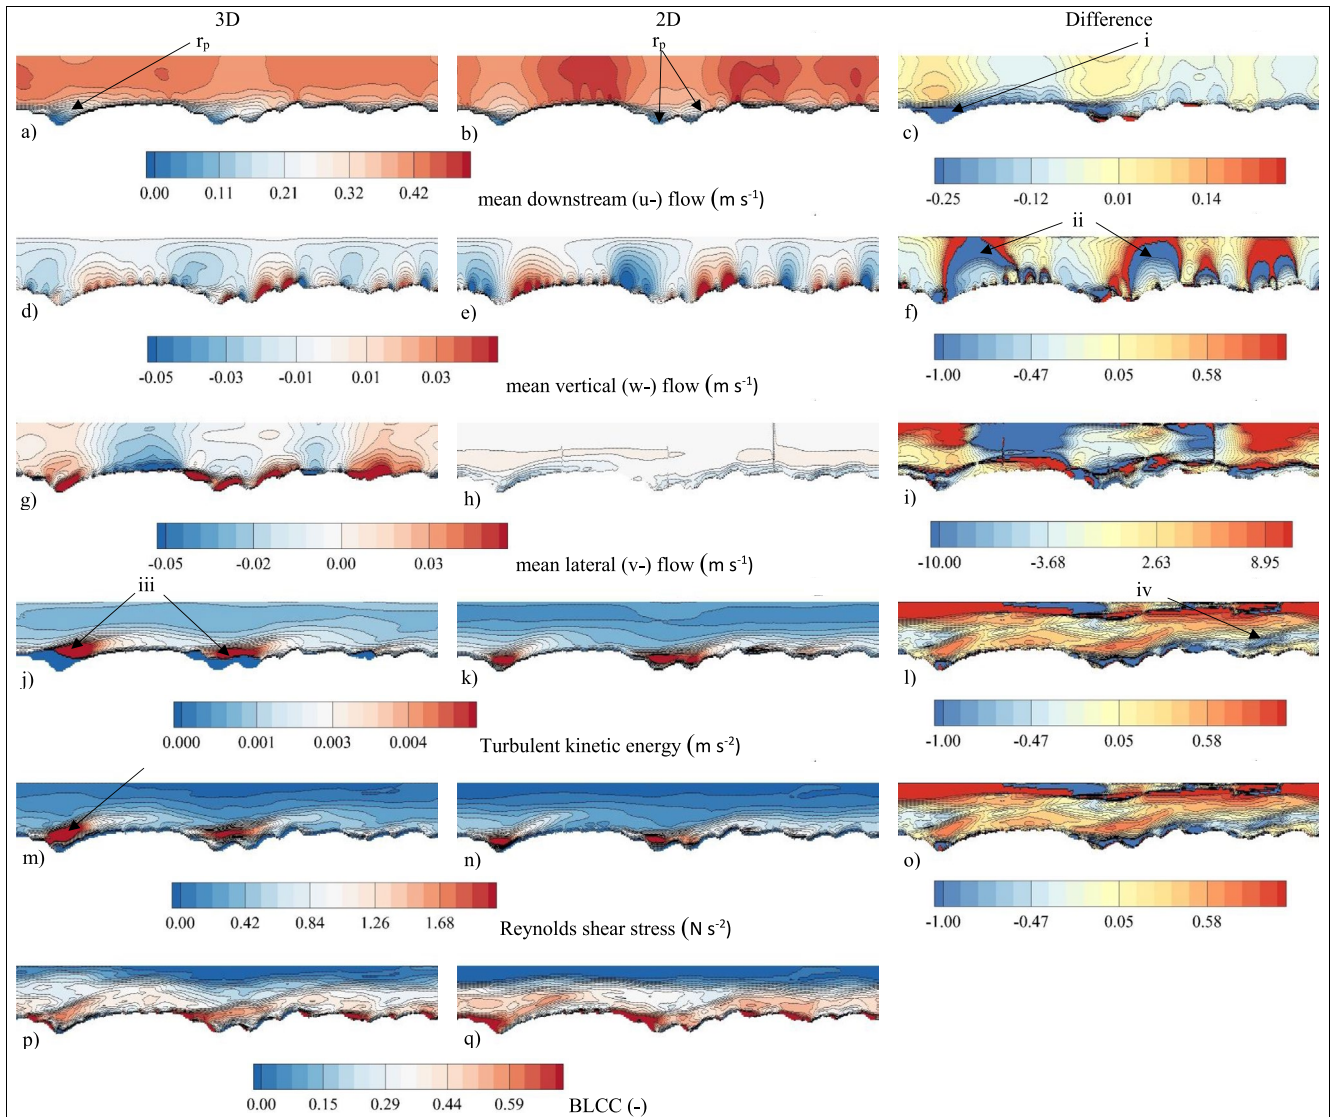 3D 2D Difference
rₚ rₚ i
a) b) c)
0.00 0.11 0.21 0.32 0.42 -0.25 -0.12 0.01 0.14
mean downstream (u-) flow (m s⁻¹)
ii
d) e) f)
-0.05 -0.03 -0.01 0.01 0.03 -1.00 -0.47 0.05 0.58
mean vertical (w-) flow (m s⁻¹)
g) h) i)
-0.05 -0.02 0.00 0.03 -10.00 -3.68 2.63 8.95
mean lateral (v-) flow (m s⁻¹)
iii iv
j) k) l)
0.000 0.001 0.003 0.004 -1.00 -0.47 0.05 0.58
Turbulent kinetic energy (m s⁻²)
m) n) o)
0.00 0.42 0.84 1.26 1.68 -1.00 -0.47 0.05 0.58
Reynolds shear stress (N s⁻²)
p) q)
0.00 0.15 0.29 0.44 0.59
BLCC (-)